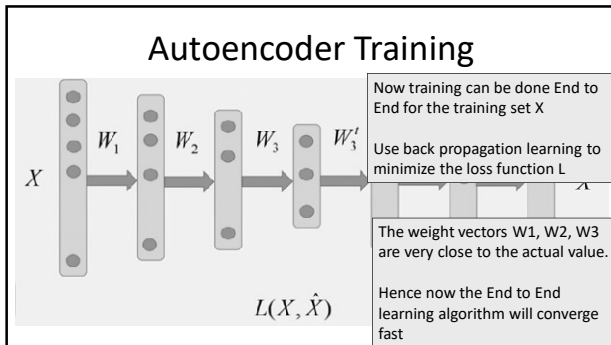 Autoencoder Training
Now training can be done End to
End for the training set X
Use back propagation learning to
minimize the loss function L
W₁ W₂ W₃ W₃ᵗ
X
The weight vectors W1, W2, W3
are very close to the actual value.
Hence now the End to End
learning algorithm will converge
fast
L(X, X̂)